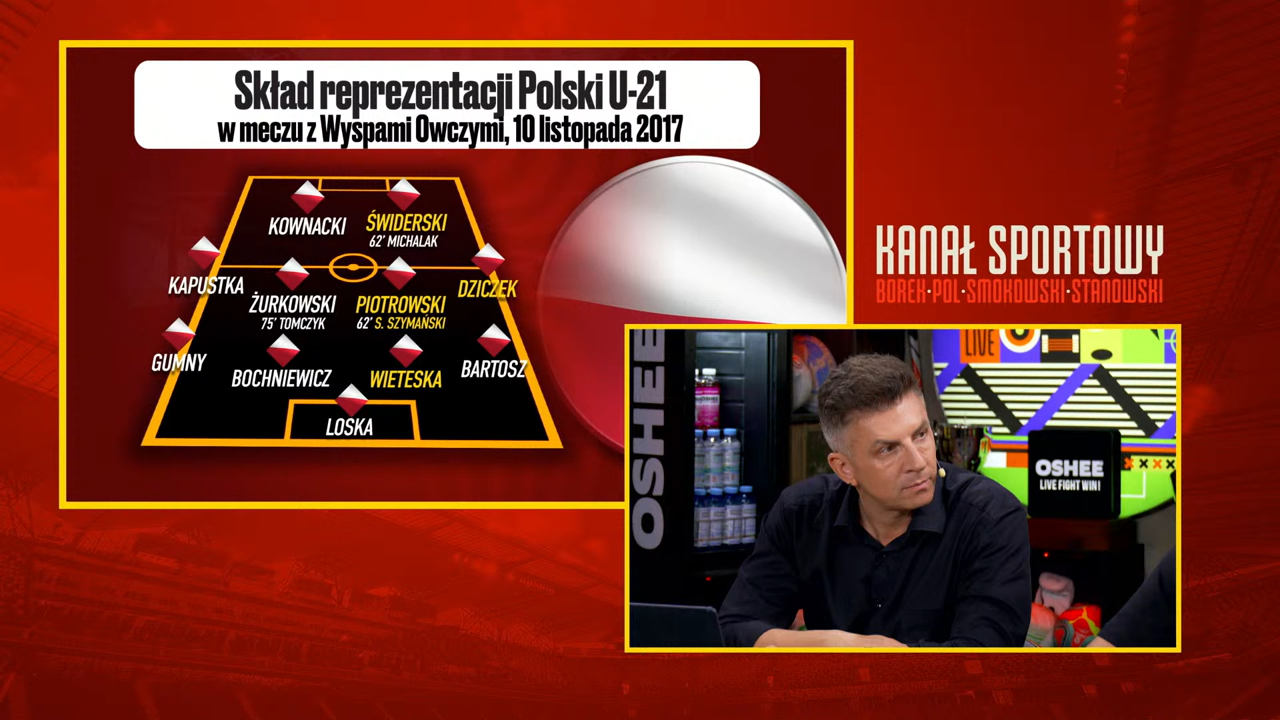 Skład reprezentacji Polski U-21
w meczu z Wyspami Owczymi, 10 listopada 2017
KOWNACKI
ŚWIDERSKI
62' MICHALAK
KAPUSTKA
ŻURKOWSKI
75' TOMCZYK
PIOTROWSKI
62' S. SZYMAŃSKI
DZICZEK
GUMNY
BOCHNIEWICZ
WIETESKA
BARTOSZ
LOSKA
KANAŁ SPORTOWY
BOREK·POL·SMOKOWSKI·STANOWSKI
OSHEE
LIVE
OSHEE
LIVE FIGHT WIN!